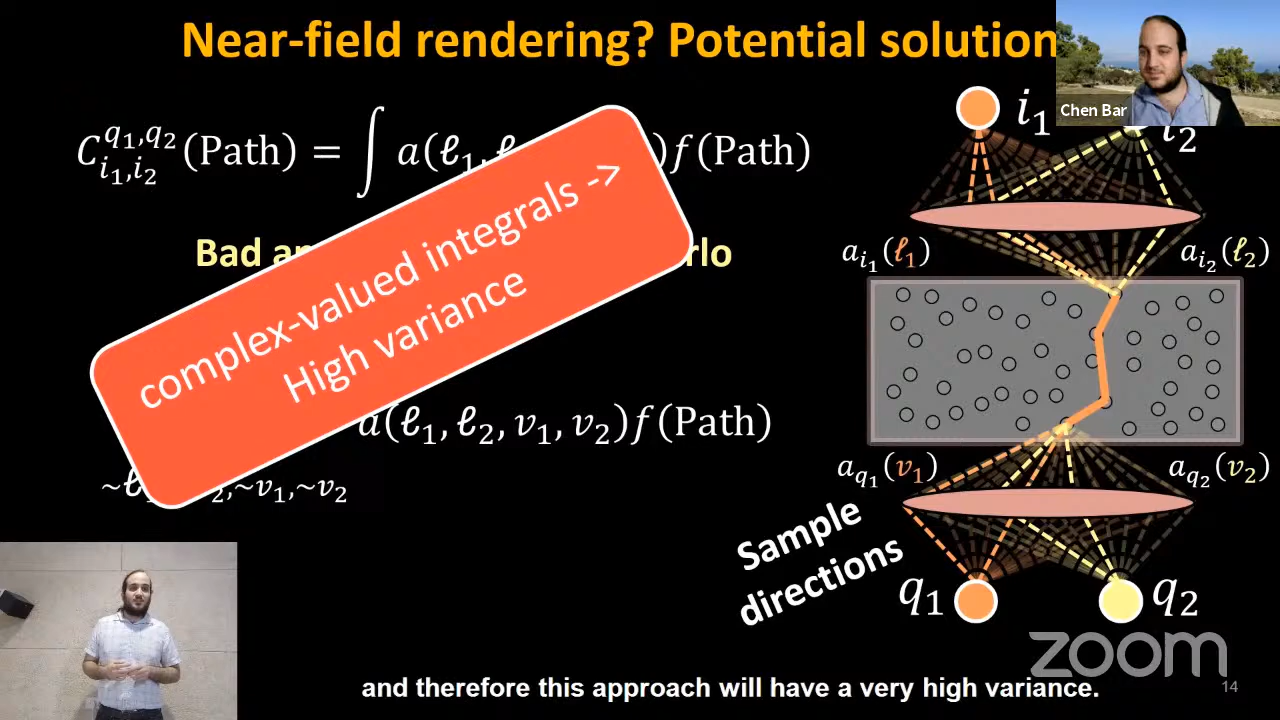 Near-field rendering? Potential solution
Chen Bar
i₁
i₂
C_{i₁,i₂}^{q₁,q₂}(Path) = ∫ a(ℓ₁, )f(Path)
complex-valued integrals ->
High variance
Bad
a_{i₁}(ℓ₁)
a_{i₂}(ℓ₂)
a(ℓ₁, ℓ₂, v₁, v₂)f(Path)
~ℓ ₂,~v₁,~v₂
a_{q₁}(v₁)
a_{q₂}(v₂)
Sample
directions
q₁
q₂
zoom
and therefore this approach will have a very high variance.
14